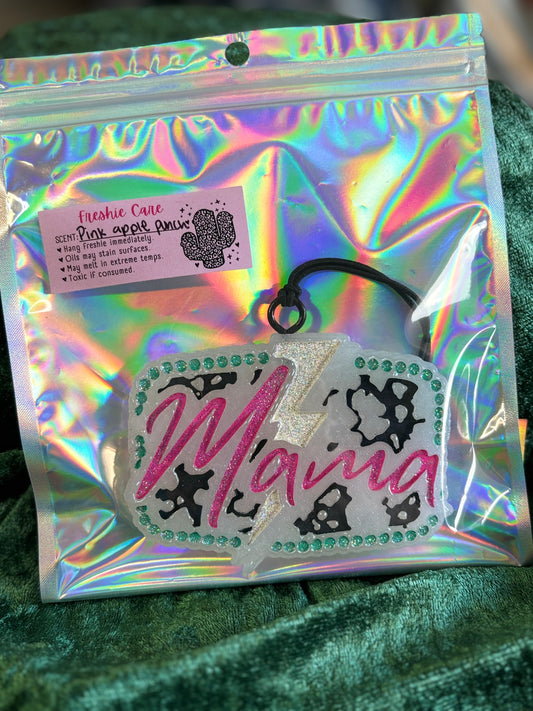 Freshie Care
SCENT: Pink apple punch
♥ Hang Freshie immediately.
♥ Oils may stain surfaces.
♥ May melt in extreme temps.
♥ Toxic if consumed.
Mama